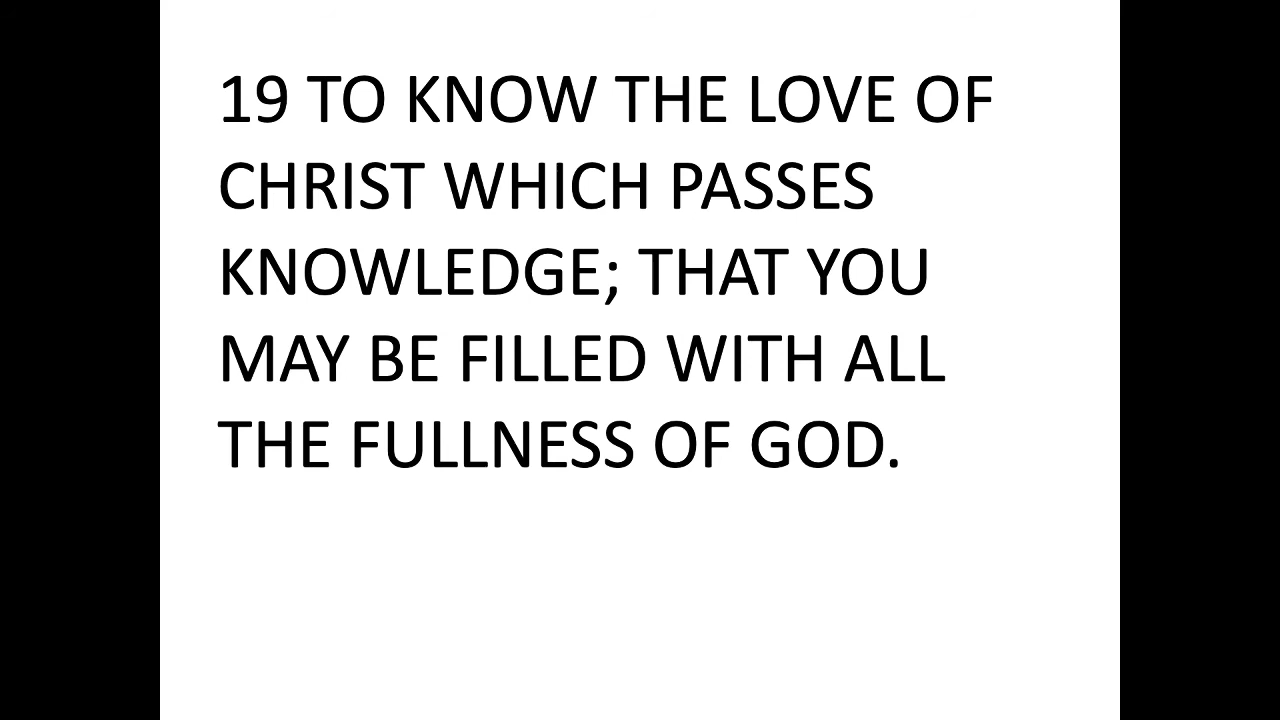 19 TO KNOW THE LOVE OF
CHRIST WHICH PASSES
KNOWLEDGE; THAT YOU
MAY BE FILLED WITH ALL
THE FULLNESS OF GOD.